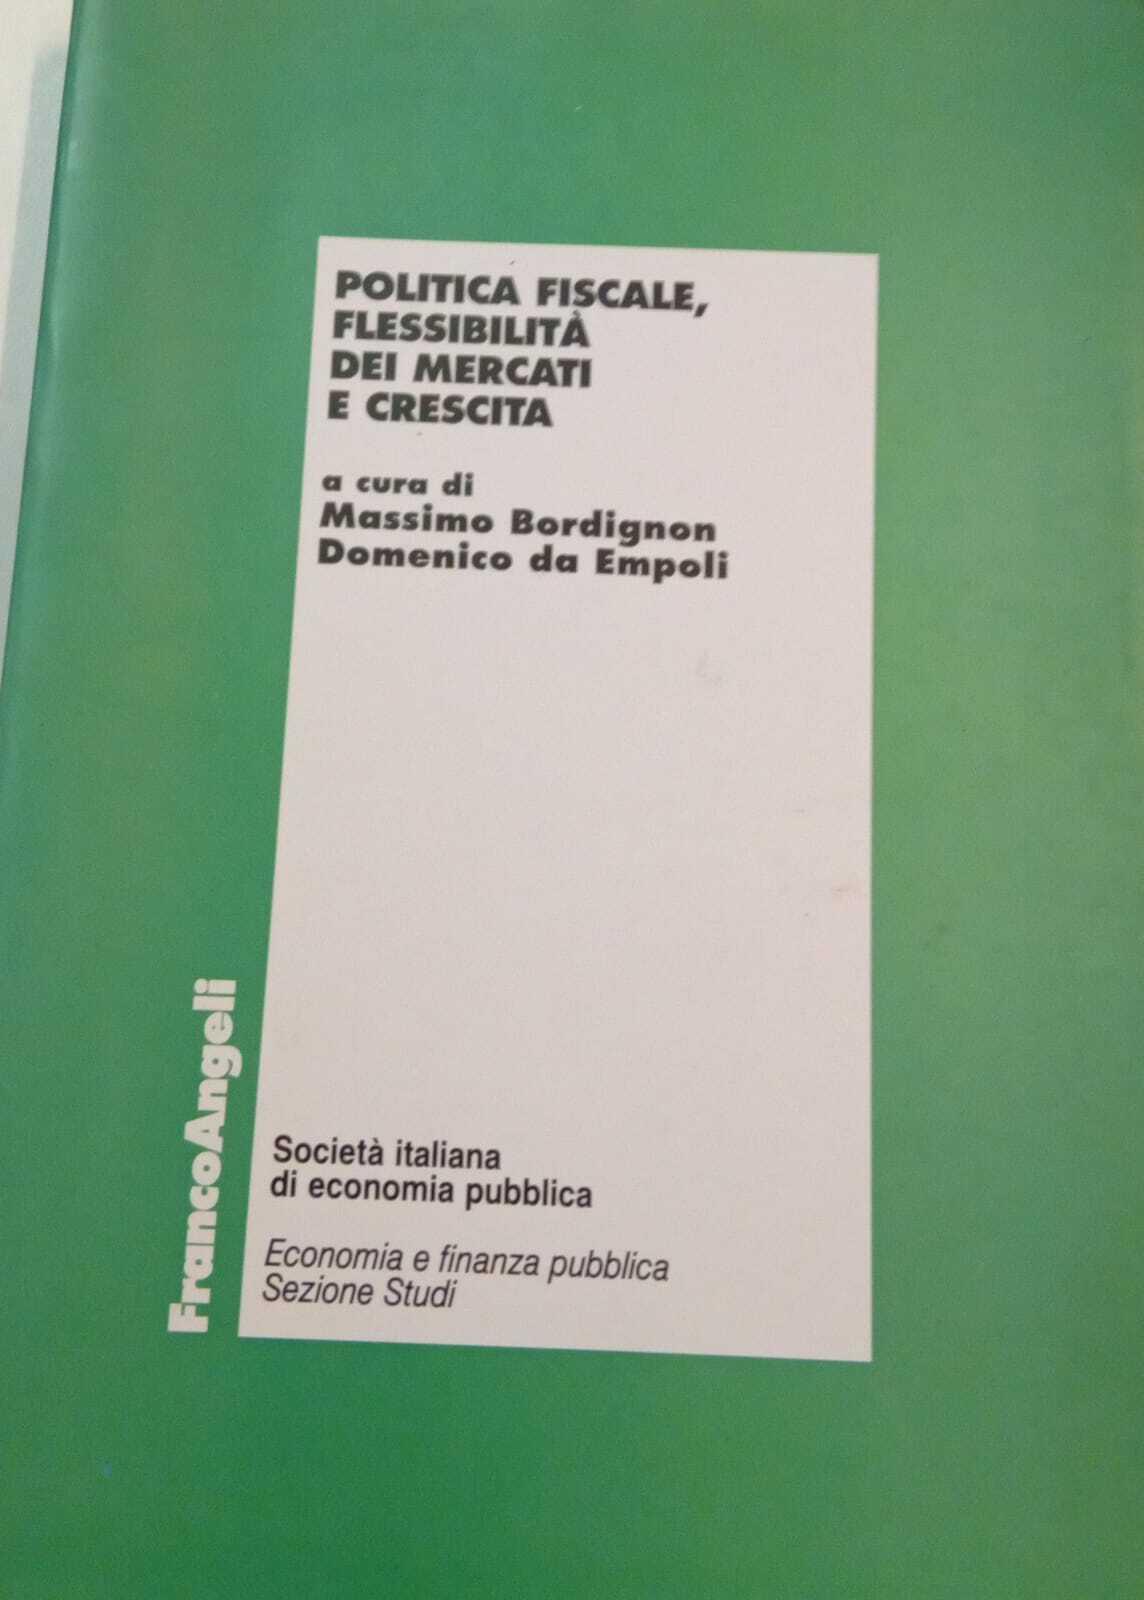 POLITICA FISCALE,
FLESSIBILITÀ
DEI MERCATI
E CRESCITA
a cura di
Massimo Bordignon
Domenico da Empoli
FrancoAngeli
Società italiana
di economia pubblica
Economia e finanza pubblica
Sezione Studi